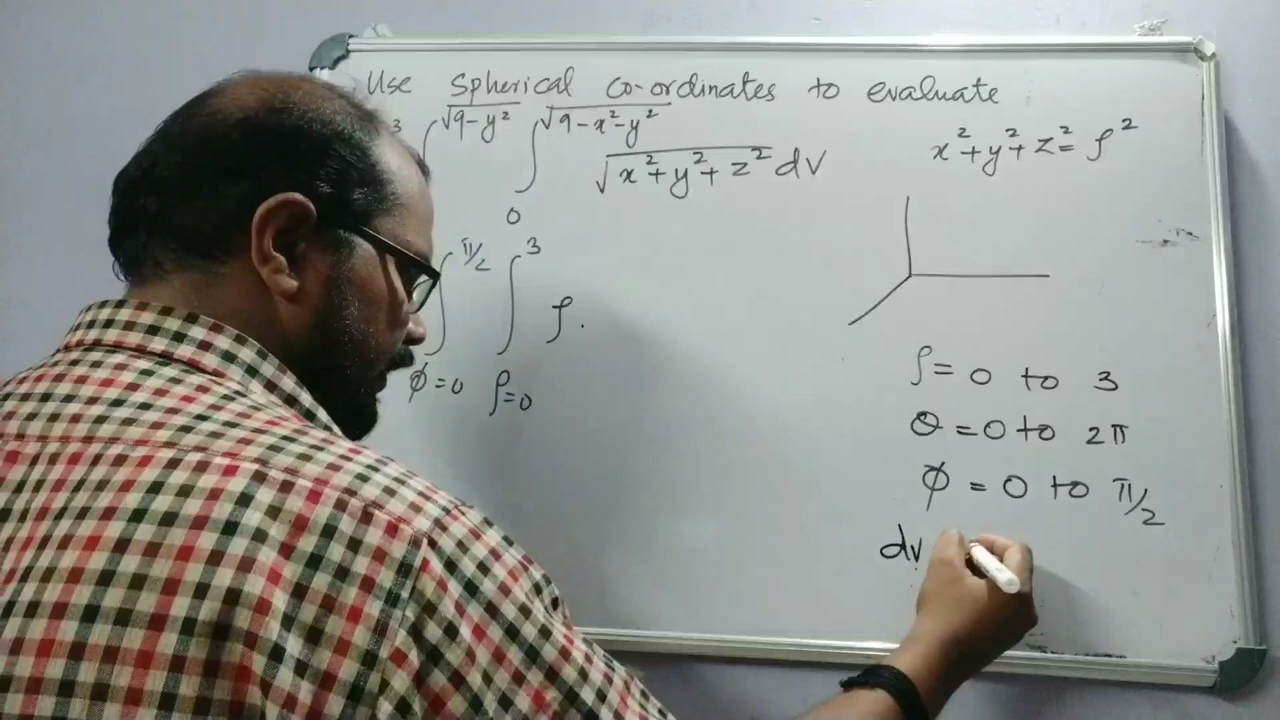 Use Spherical co-ordinates to evaluate
3 ∫ √9-y² ∫ 0 √9-x²-y² √x²+y²+z² dV
x²+y²+z²=ρ²
∫ φ=0 π/2 ∫ ρ=0 3 ρ.
ρ = 0 to 3
θ = 0 to 2π
φ = 0 to π/2
dv